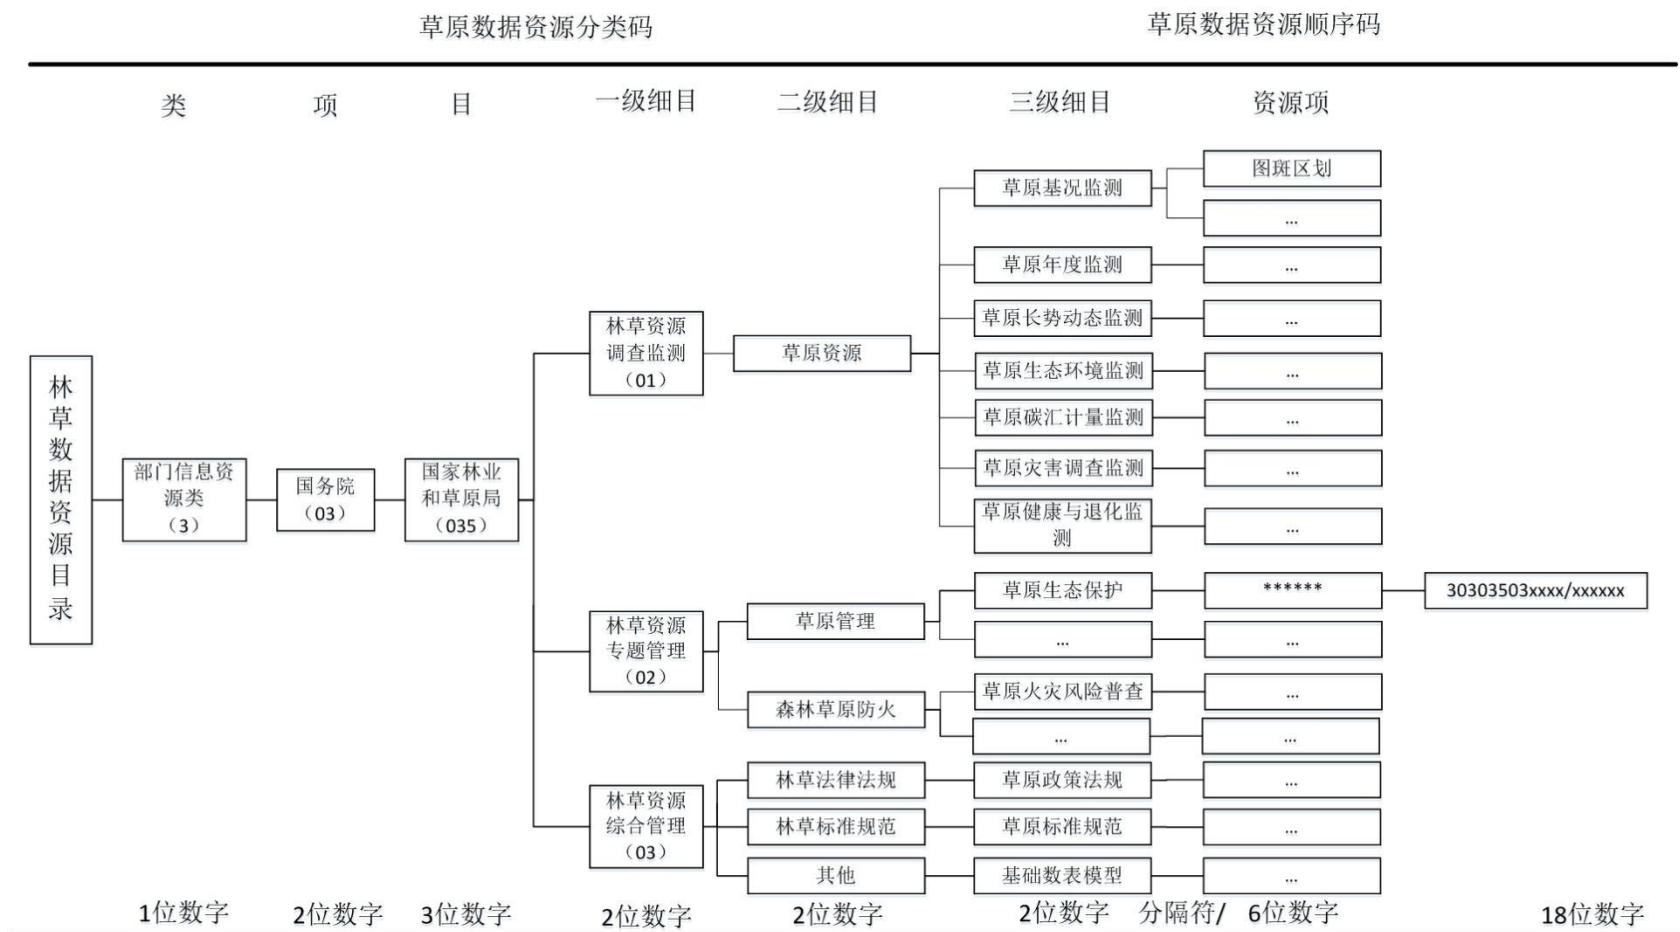 草原数据资源分类码
草原数据资源顺序码
类
项
目
一级细目
二级细目
三级细目
资源项
林草数据资源目录
部门信息资
源类
（3）
国务院
（03）
国家林业
和草原局
（035）
林草资源
调查监测
（01）
草原资源
草原基况监测
图斑区划
...
草原年度监测
...
草原长势动态监测
...
草原生态环境监测
...
草原碳汇计量监测
...
草原灾害调查监测
...
草原健康与退化监
测
...
林草资源
专题管理
（02）
草原管理
草原生态保护
******
30303503xxxx/xxxxxx
...
...
森林草原防火
草原火灾风险普查
...
...
...
林草资源
综合管理
（03）
林草法律法规
草原政策法规
...
林草标准规范
草原标准规范
...
其他
基础数表模型
...
1位数字
2位数字
3位数字
2位数字
2位数字
2位数字
分隔符/
6位数字
18位数字